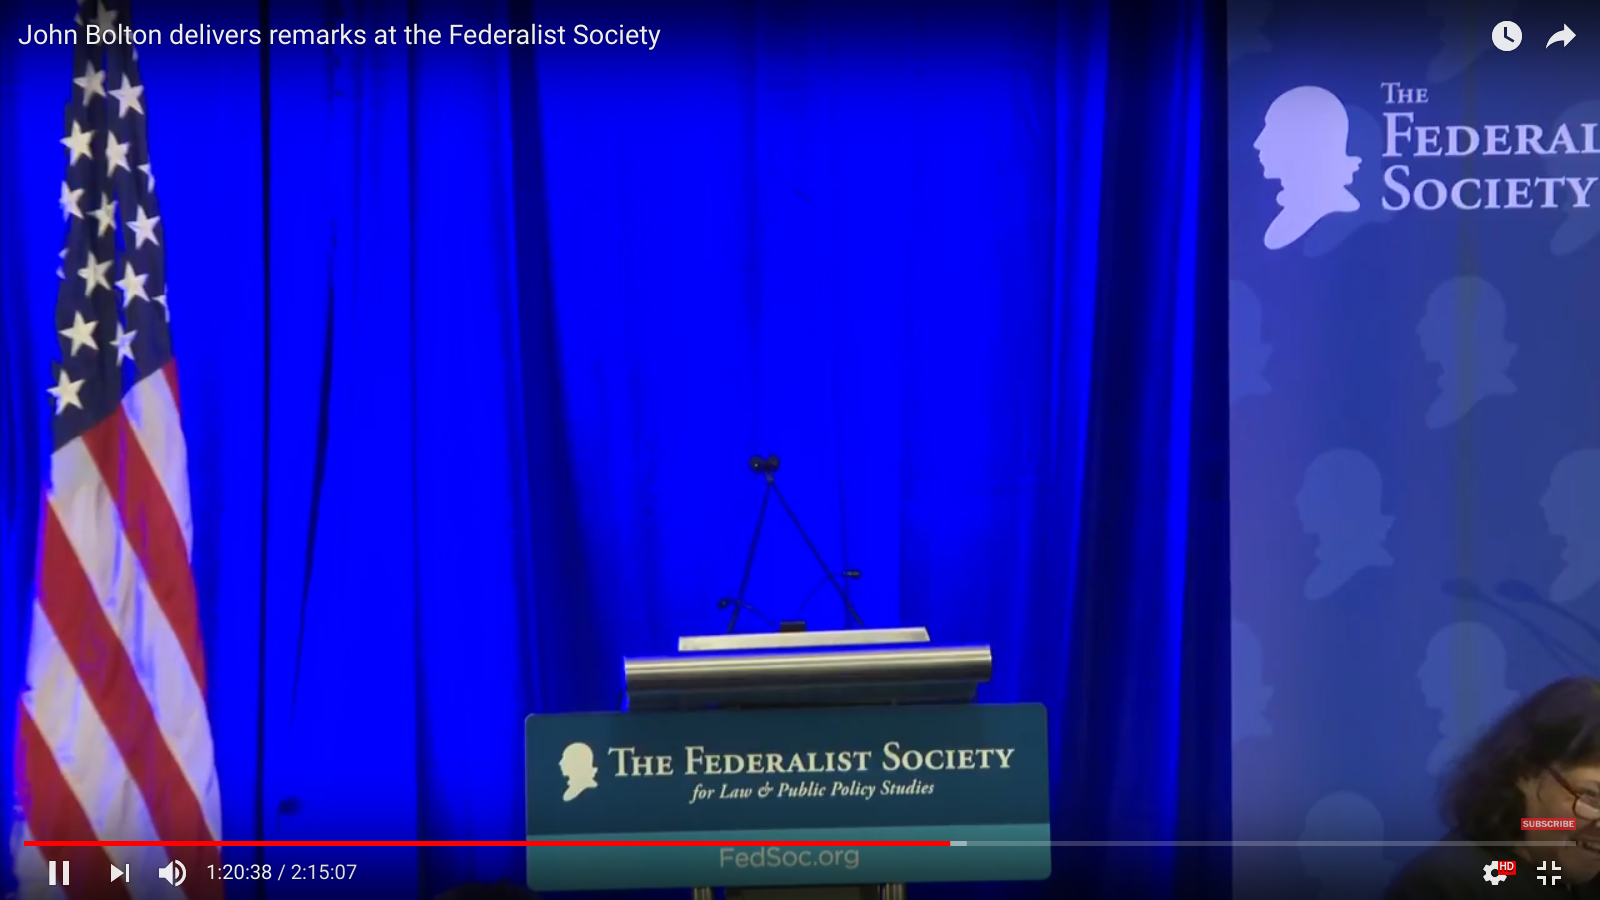 John Bolton delivers remarks at the Federalist Society
THE
FEDERAL
SOCIETY
THE FEDERALIST SOCIETY
for Law & Public Policy Studies
FedSoc.org
SUBSCRIBE
1:20:38 / 2:15:07
HD